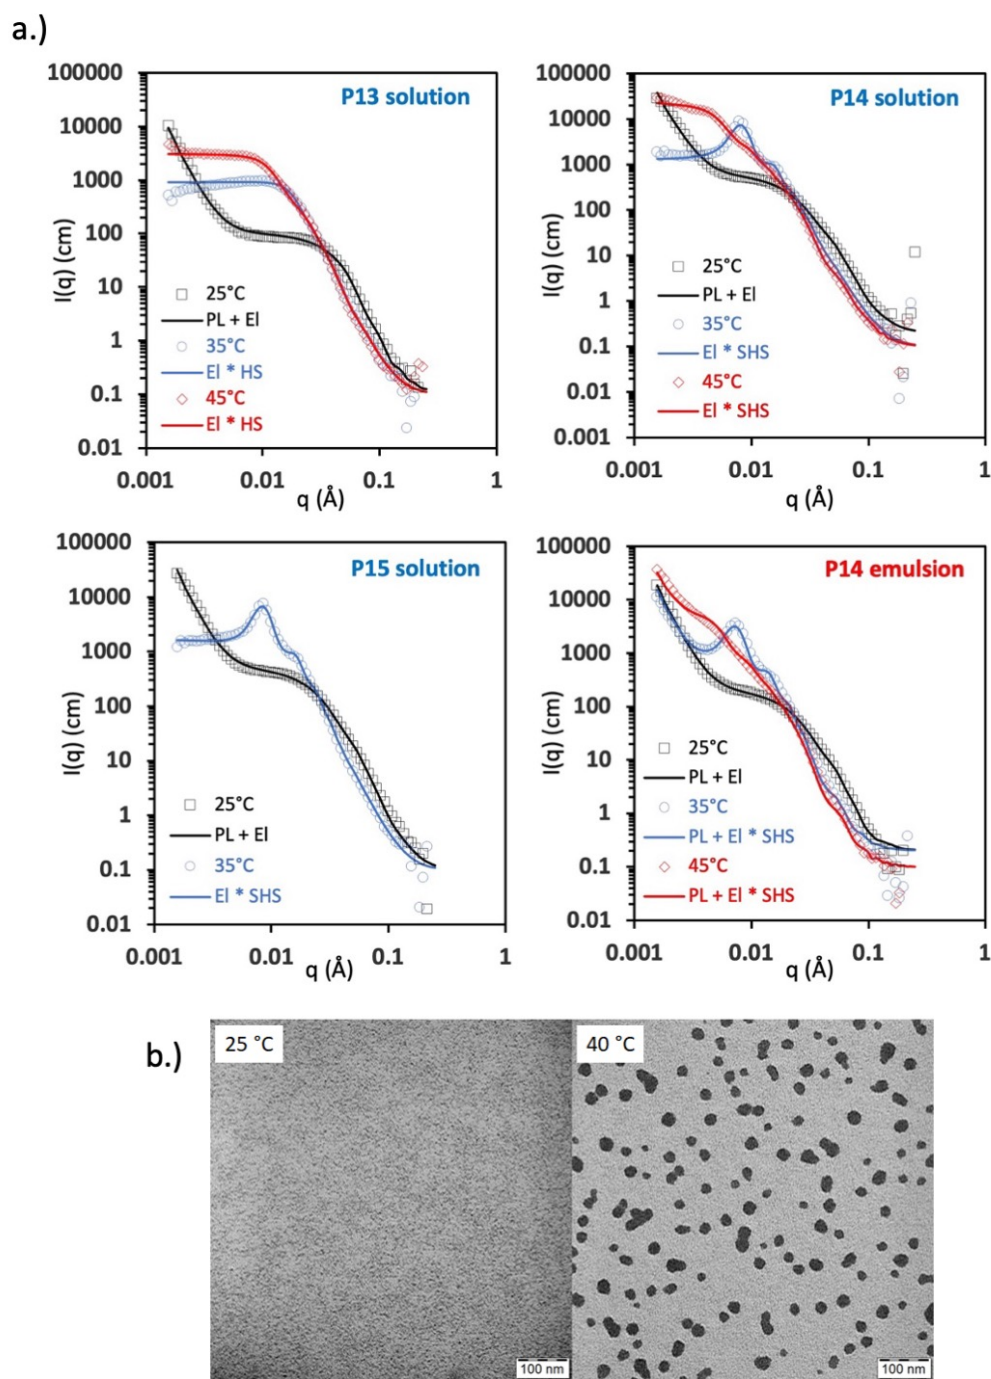 a.)
P13 solution
I(q) (cm)
100000
10000
1000
100
10
1
0.1
0.01
25°C
PL + El
35°C
El * HS
45°C
El * HS
0.001 0.01 0.1 1
q (Å)
P14 solution
I(q) (cm)
100000
10000
1000
100
10
1
0.1
0.01
0.001
25°C
PL + El
35°C
El * SHS
45°C
El * SHS
0.001 0.01 0.1 1
q (Å)
P15 solution
I(q) (cm)
100000
10000
1000
100
10
1
0.1
0.01
25°C
PL + El
35°C
El * SHS
0.001 0.01 0.1 1
q (Å)
P14 emulsion
I(q) (cm)
100000
10000
1000
100
10
1
0.1
0.01
25°C
PL + El
35°C
PL + El * SHS
45°C
PL + El * SHS
0.001 0.01 0.1 1
q (Å)
b.)
25 °C
100 nm
40 °C
100 nm